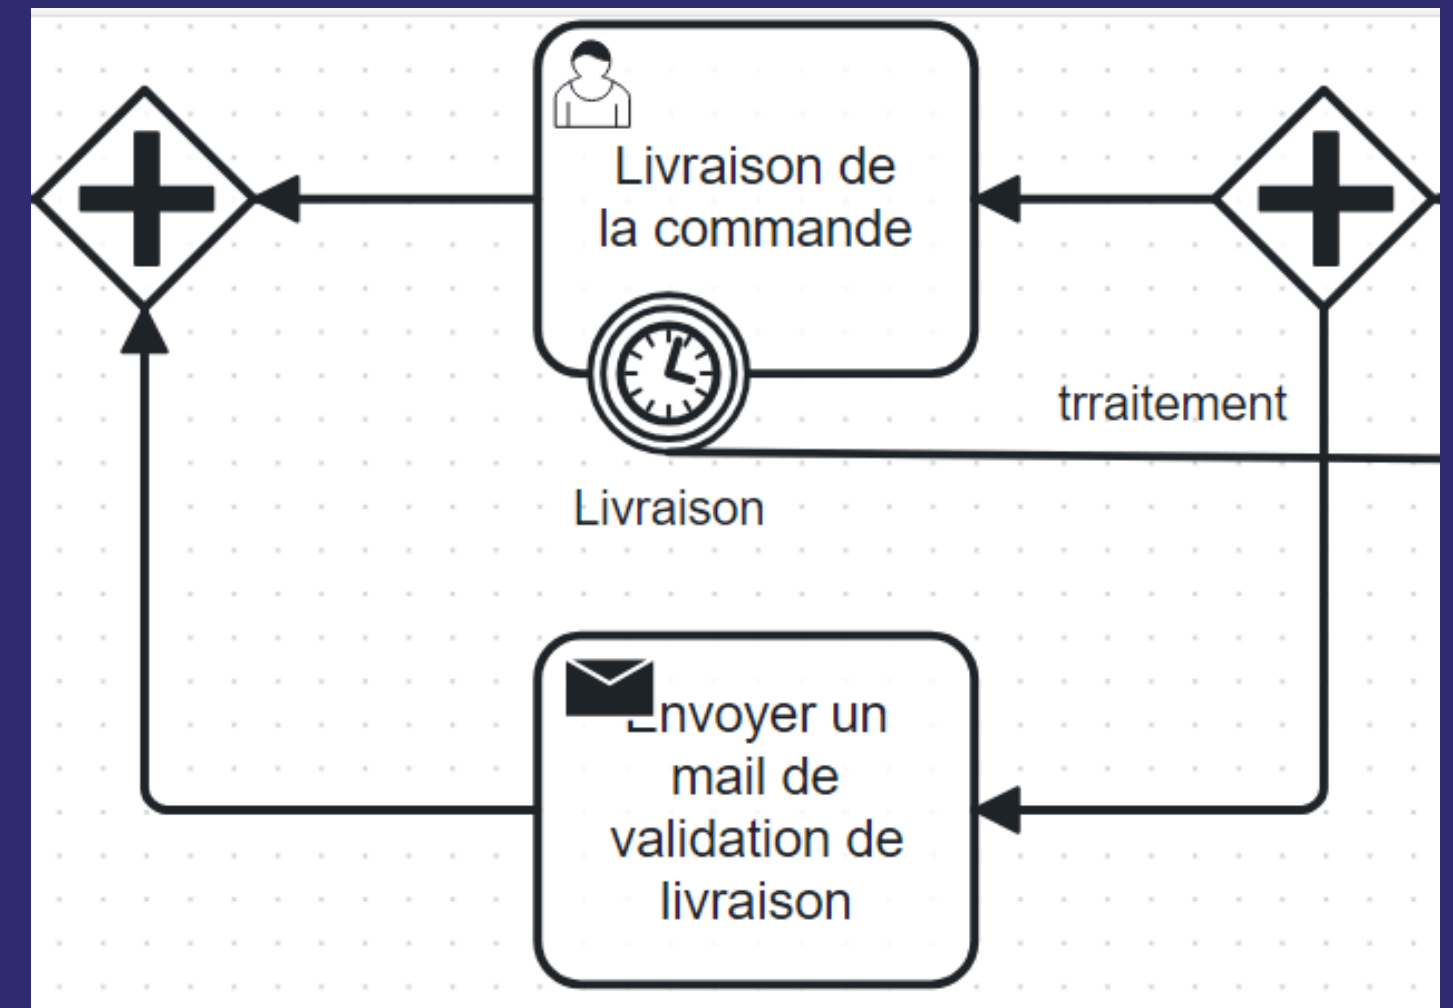 Livraison de
la commande
trraitement
Livraison
Envoyer un
mail de
validation de
livraison